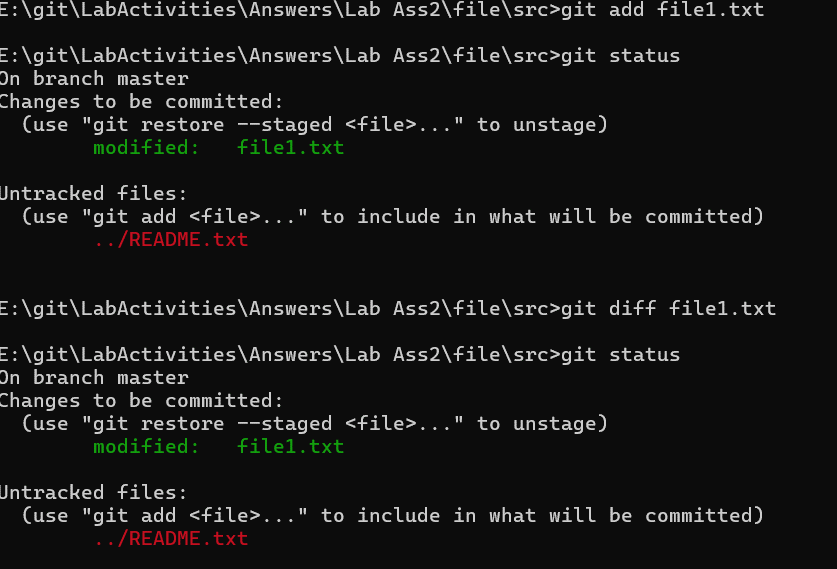 E:\git\LabActivities\Answers\Lab Ass2\file\src>git add file1.txt
E:\git\LabActivities\Answers\Lab Ass2\file\src>git status
On branch master
Changes to be committed:
  (use "git restore --staged <file>..." to unstage)
        modified:   file1.txt
Untracked files:
  (use "git add <file>..." to include in what will be committed)
        ../README.txt
E:\git\LabActivities\Answers\Lab Ass2\file\src>git diff file1.txt
E:\git\LabActivities\Answers\Lab Ass2\file\src>git status
On branch master
Changes to be committed:
  (use "git restore --staged <file>..." to unstage)
        modified:   file1.txt
Untracked files:
  (use "git add <file>..." to include in what will be committed)
        ../README.txt